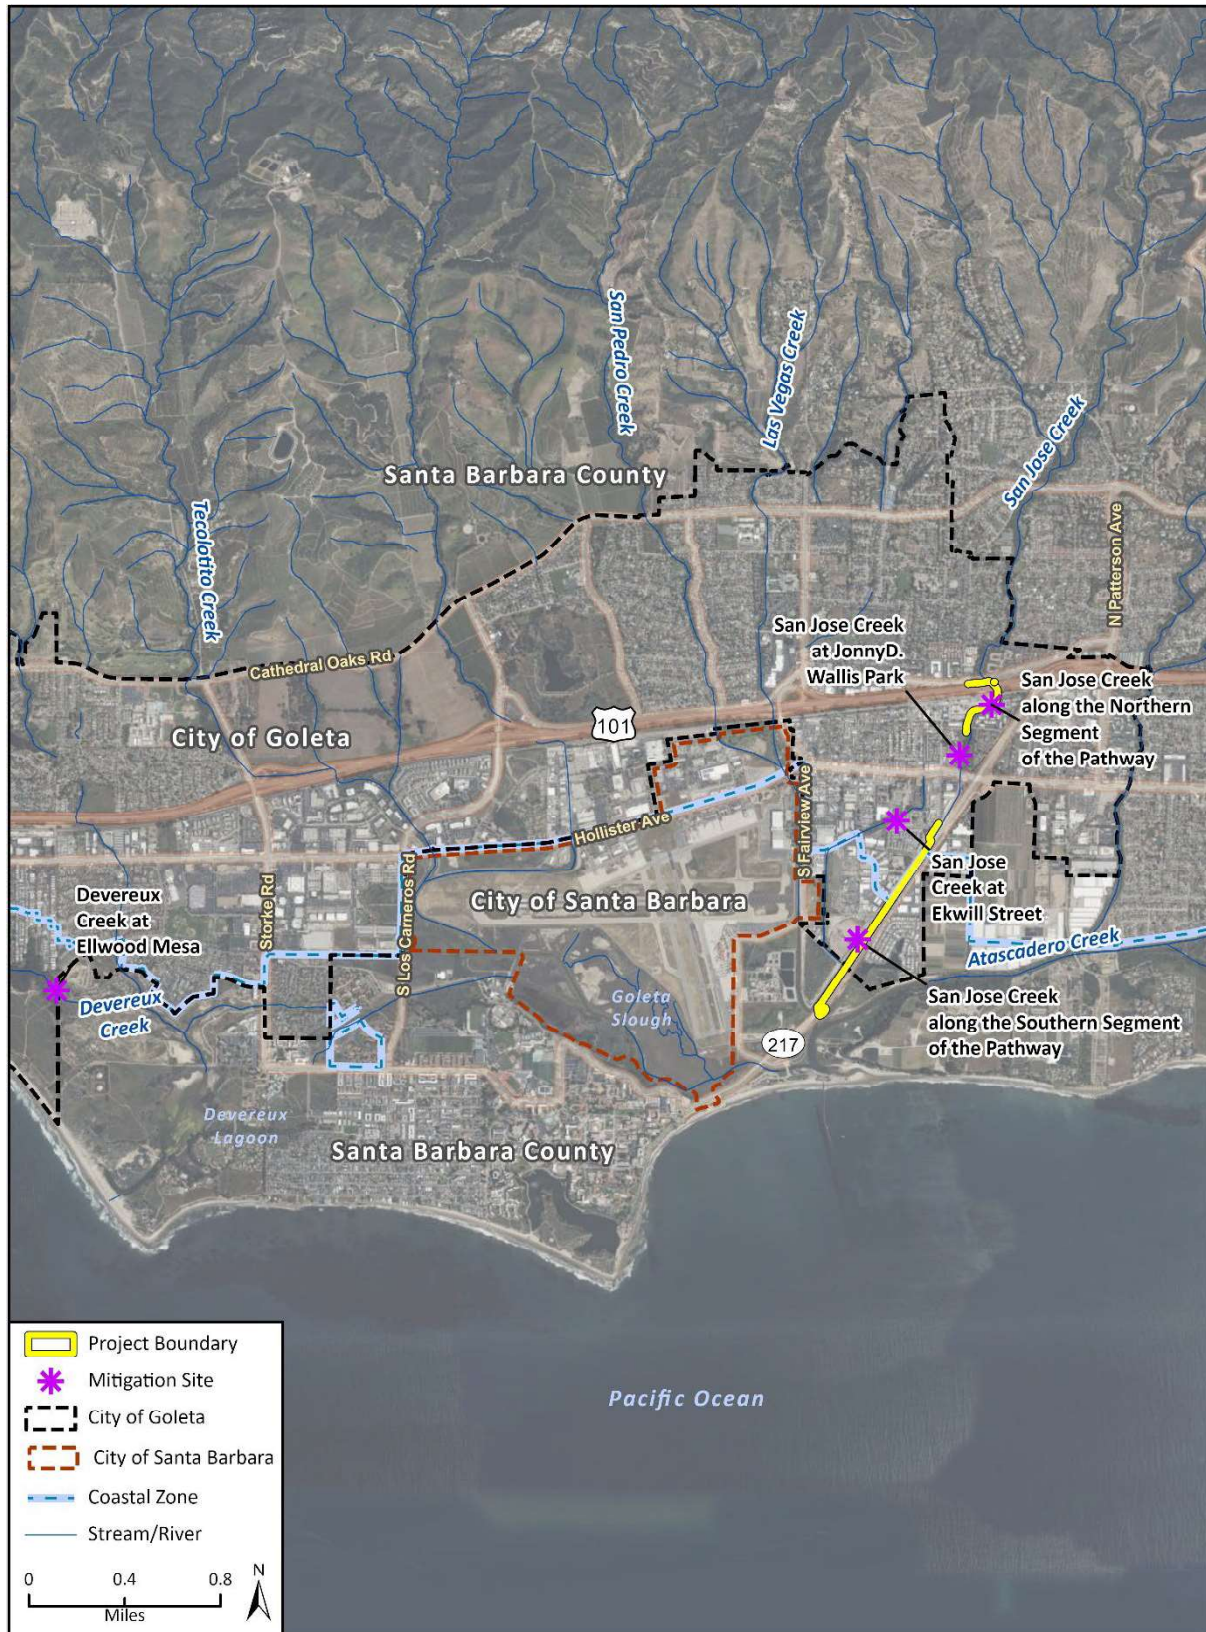 San Pedro Creek
Las Vegas Creek
San Jose Creek
Santa Barbara County
Tecolotito Creek
N Patterson Ave
San Jose Creek
at JonnyD.
Wallis Park
Cathedral Oaks Rd
San Jose Creek
along the Northern
Segment
of the Pathway
101
City of Goleta
Hollister Ave
S Fairview Ave
San Jose
Creek at
Ekwill Street
Devereux
Creek at
Ellwood Mesa
Storke Rd
S Los Carneros Rd
City of Santa Barbara
Atascadero Creek
Devereux
Creek
Goleta
Slough
San Jose Creek
along the Southern Segment
of the Pathway
217
Devereux
Lagoon
Santa Barbara County
Pacific Ocean
Project Boundary
Mitigation Site
City of Goleta
City of Santa Barbara
Coastal Zone
Stream/River
0 0.4 0.8
Miles
N